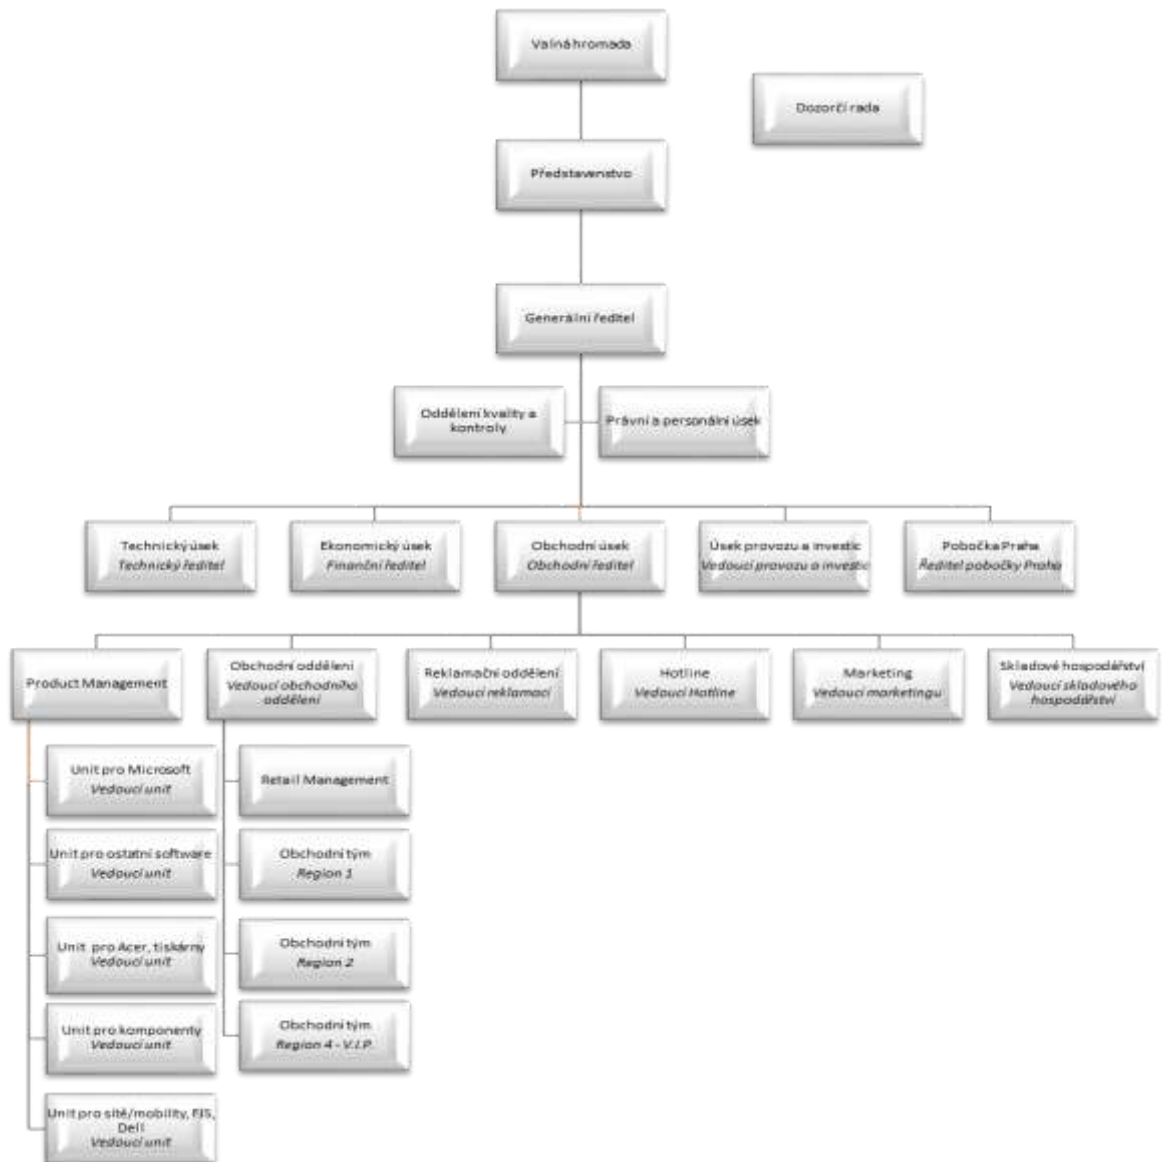 Valná hromada
Dozorčí rada
Představenstvo
Generální ředitel
Oddělení kvality a
kontroly
Právní a personální úsek
Technický úsek
Technický ředitel
Ekonomický úsek
Finanční ředitel
Obchodní úsek
Obchodní ředitel
Úsek provozu a investic
Vedoucí provozu a investic
Pobočka Praha
Ředitel pobočky Praha
Product Management
Obchodní oddělení
Vedoucí obchodního
oddělení
Reklamační oddělení
Vedoucí reklamací
Hotline
Vedoucí Hotline
Marketing
Vedoucí marketingu
Skladové hospodářství
Vedoucí skladového
hospodářství
Unit pro Microsoft
Vedoucí unit
Unit pro ostatní software
Vedoucí unit
Unit pro Acer, tiskárny
Vedoucí unit
Unit pro komponenty
Vedoucí unit
Unit pro sítě/mobility, FJS,
Dell
Vedoucí unit
Retail Management
Obchodní tým
Region 1
Obchodní tým
Region 2
Obchodní tým
Region 4 - V.I.P.